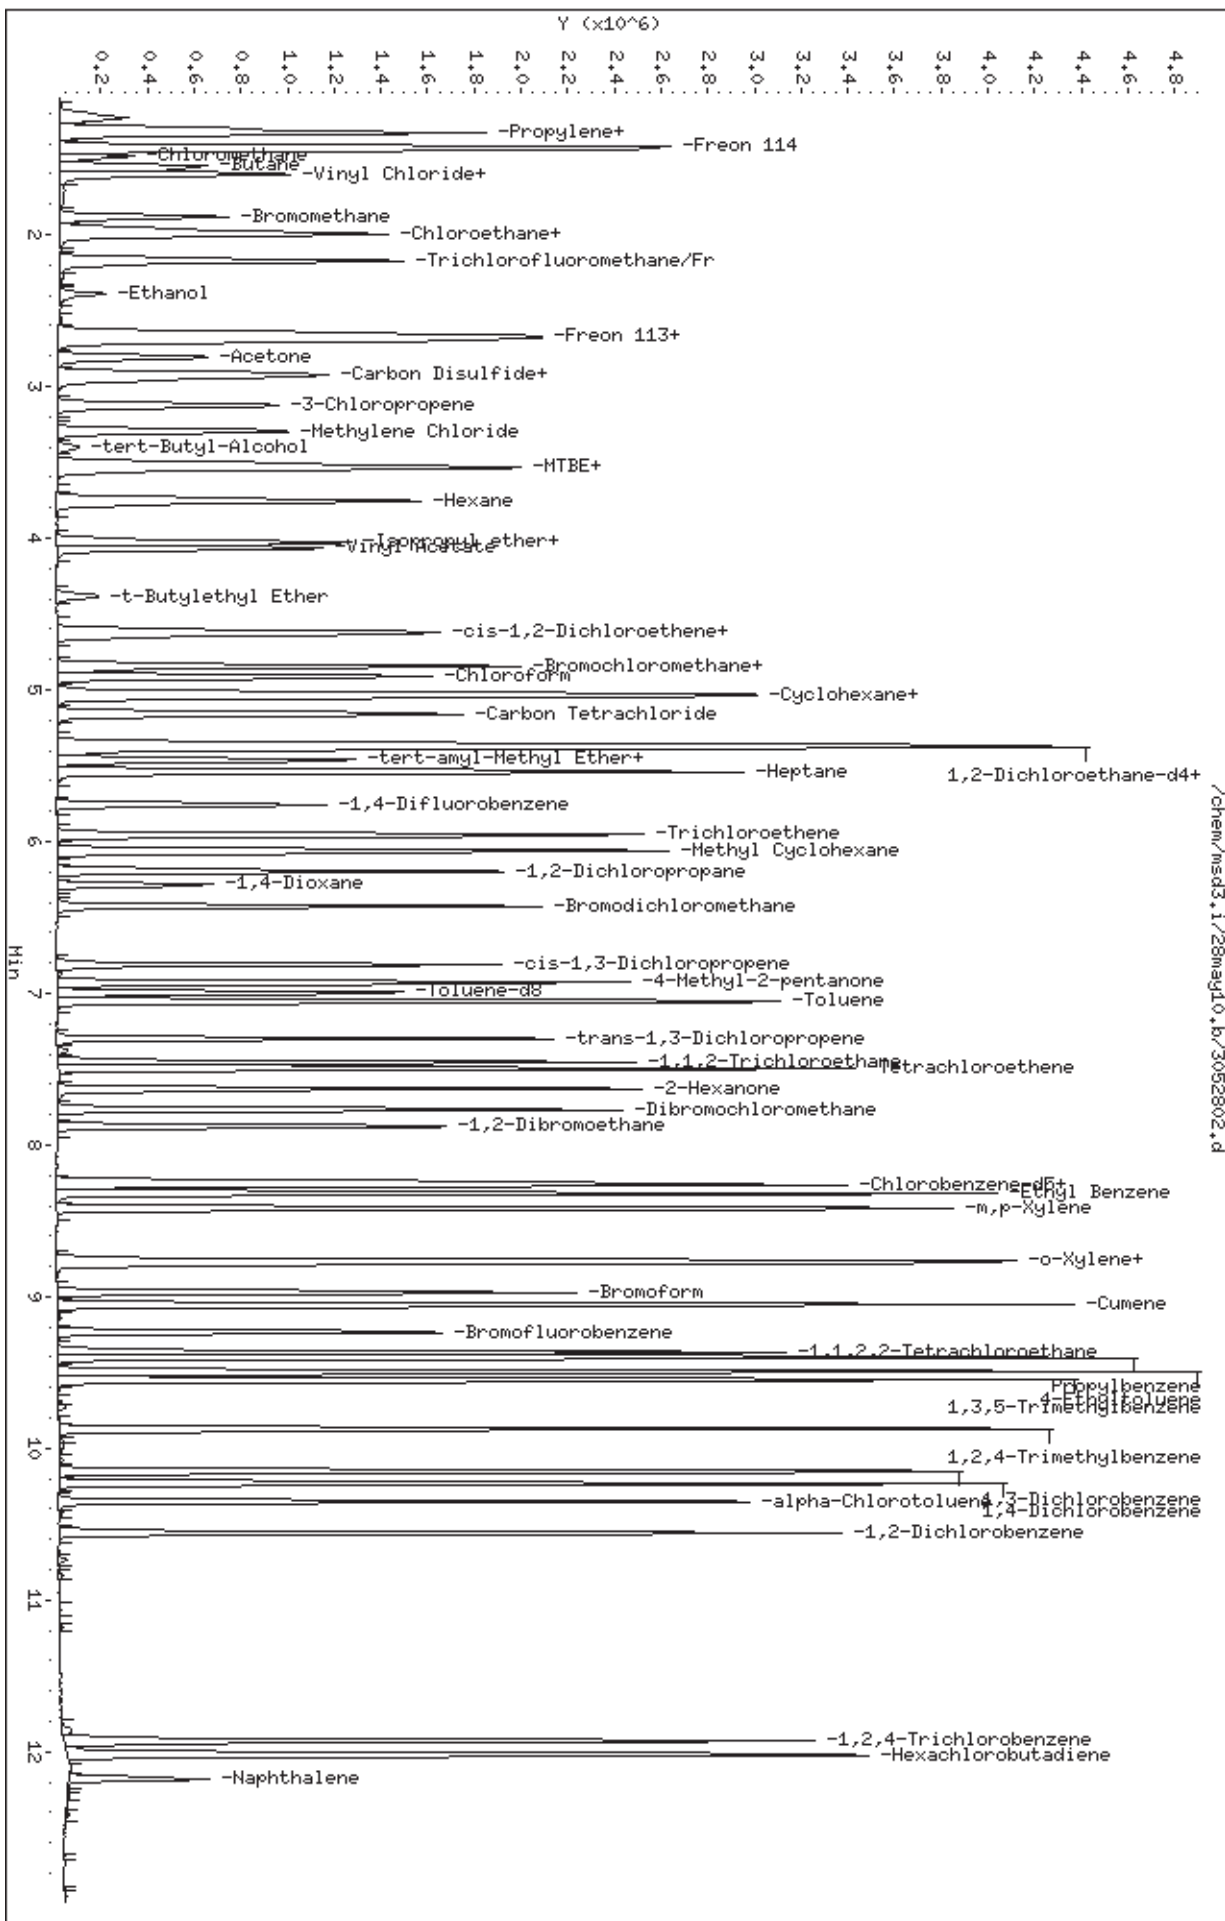 Y (x10^6)
0.2
0.4
0.6
0.8
1.0
1.2
1.4
1.6
1.8
2.0
2.2
2.4
2.6
2.8
3.0
3.2
3.4
3.6
3.8
4.0
4.2
4.4
4.6
4.8
-Propylene+
-Freon 114
-Chloromethane
-Butane
-Vinyl Chloride+
-Bromomethane
-Chloroethane+
-Trichlorofluoromethane/Fr
-Ethanol
-Freon 113+
-Acetone
-Carbon Disulfide+
-3-Chloropropene
-Methylene Chloride
-tert-Butyl-Alcohol
-MTBE+
-Hexane
-Isopropyl ether+
Vinyl Acetate
-t-Butylethyl Ether
-cis-1,2-Dichloroethene+
-Bromochloromethane+
-Chloroform
-Cyclohexane+
-Carbon Tetrachloride
-tert-amyl-Methyl Ether+
-Heptane
1,2-Dichloroethane-d4+
-1,4-Difluorobenzene
-Trichloroethene
-Methyl Cyclohexane
-1,2-Dichloropropane
-1,4-Dioxane
-Bromodichloromethane
-cis-1,3-Dichloropropene
-4-Methyl-2-pentanone
-Toluene-d8
-Toluene
-trans-1,3-Dichloropropene
-1,1,2-Trichloroethane
Tetrachloroethene
-2-Hexanone
-Dibromochloromethane
-1,2-Dibromoethane
-Chlorobenzene-d5+
-Ethyl Benzene
-m,p-Xylene
-o-Xylene+
-Bromoform
-Cumene
-Bromofluorobenzene
-1,1,2,2-Tetrachloroethane
Propylbenzene
4-Ethyltoluene
1,3,5-Trimethylbenzene
1,2,4-Trimethylbenzene
1,3-Dichlorobenzene
-alpha-Chlorotoluene
1,4-Dichlorobenzene
-1,2-Dichlorobenzene
-1,2,4-Trichlorobenzene
-Hexachlorobutadiene
-Naphthalene
2
3
4
5
6
7
8
9
10
11
12
Min
/chem/msd3.i/28may10.b/3052802.d